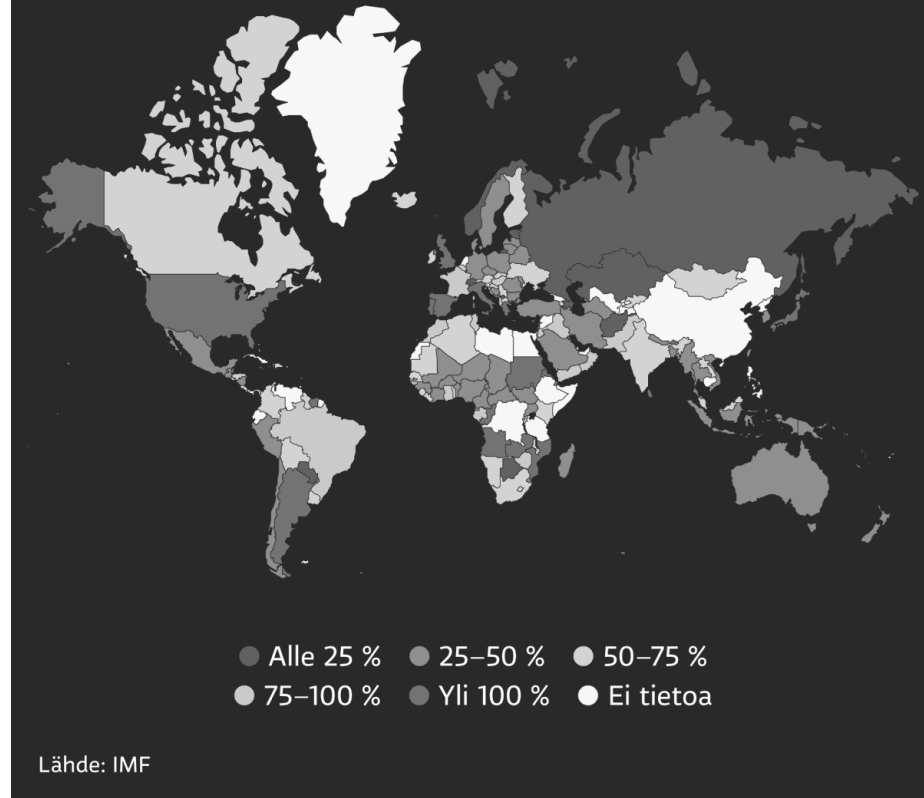 Alle 25 % 25–50 % 50–75 %
75–100 % Yli 100 % Ei tietoa
Lähde: IMF